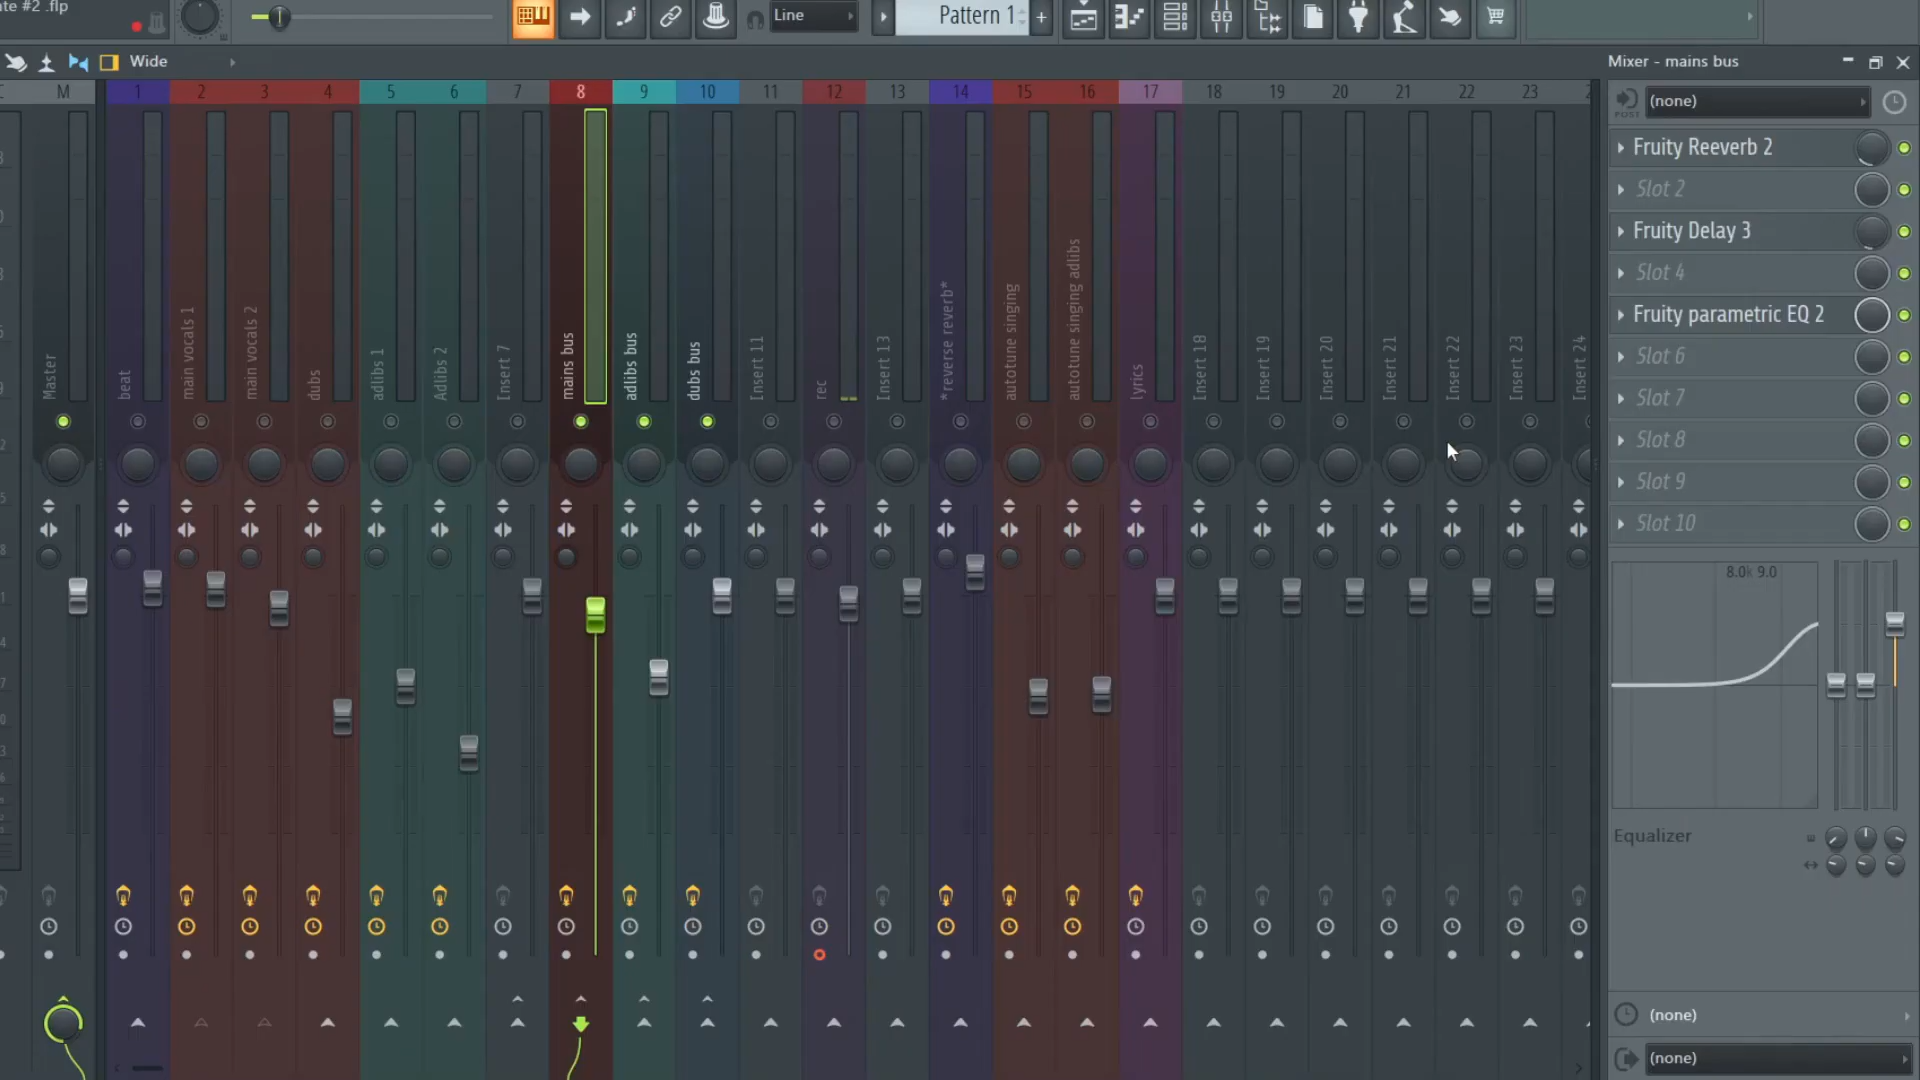 te #2 .flp
Line
Pattern 1
Wide
Mixer - mains bus
C M 1 2 3 4 5 6 7 8 9 10 11 12 13 14 15 16 17 18 19 20 21 22 23 2
POST (none)
Fruity Reeverb 2
Slot 2
Fruity Delay 3
Slot 4
Fruity parametric EQ 2
Slot 6
Slot 7
Slot 8
Slot 9
Slot 10
Master
beat
main vocals 1
main vocals 2
dubs
adlibs 1
Adlibs 2
Insert 7
mains bus
adlibs bus
dubs bus
Insert 11
rec
Insert 13
*reverse reverb*
autotune singing
autotune singing adlibs
lyrics
Insert 18
Insert 19
Insert 20
Insert 21
Insert 22
Insert 23
Insert 24
8.0k 9.0
Equalizer
(none)
(none)